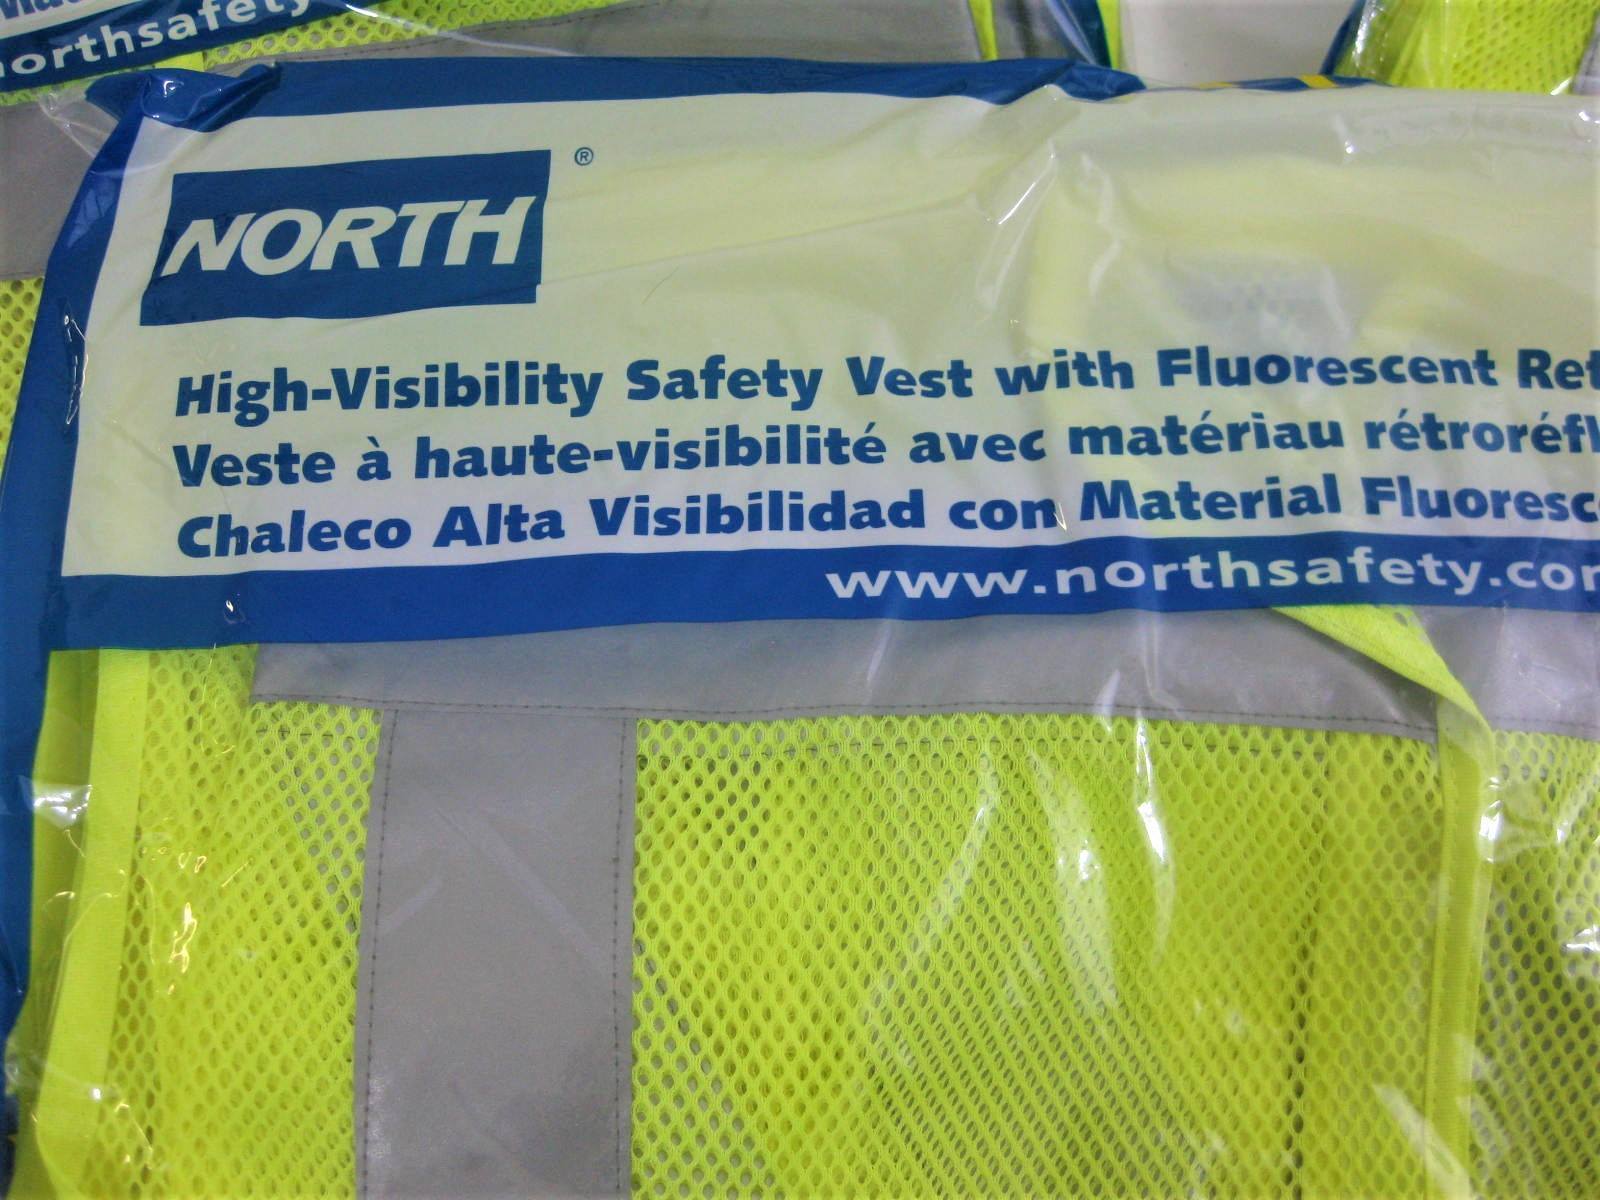 northsafety
NORTH®
High-Visibility Safety Vest with Fluorescent Ret
Veste à haute-visibilité avec matériau rétroréfl
Chaleco Alta Visibilidad con Material Fluoresc
www.northsafety.com